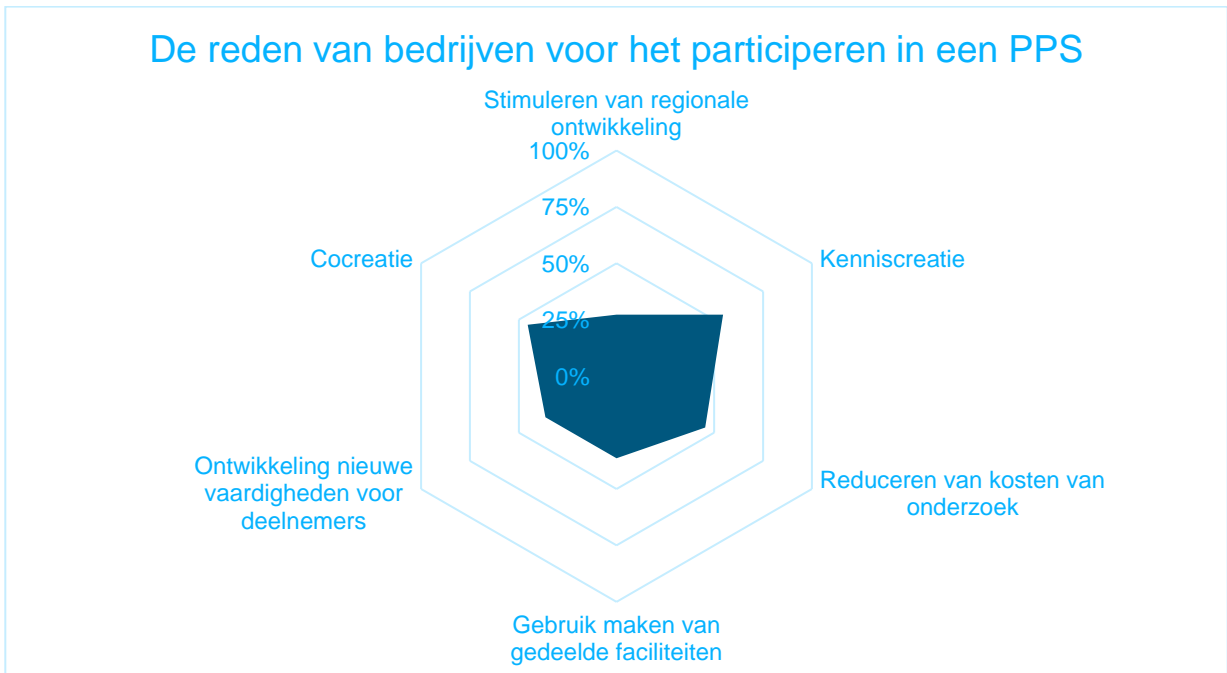 De reden van bedrijven voor het participeren in een PPS
Stimuleren van regionale
ontwikkeling
100%
75%
50%
25%
0%
Cocreatie
Kenniscreatie
Ontwikkeling nieuwe
vaardigheden voor
deelnemers
Reduceren van kosten van
onderzoek
Gebruik maken van
gedeelde faciliteiten